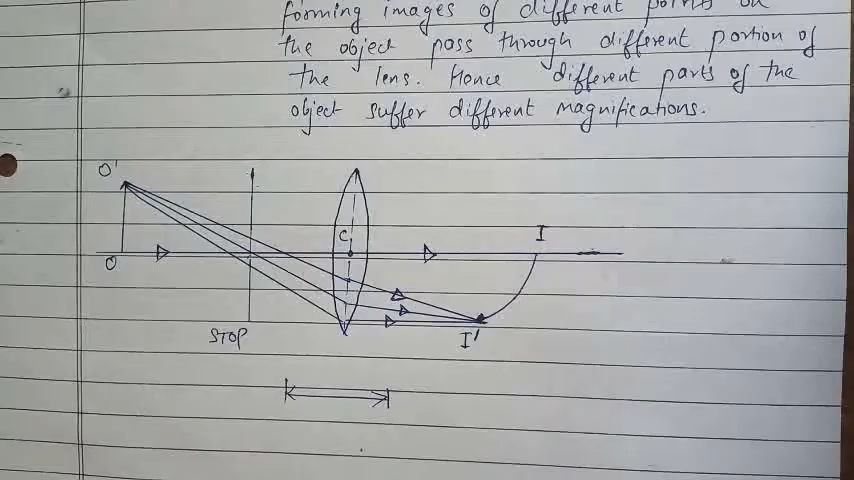 forming images of different points on
the object pass through different portion of
the lens. Hence different parts of the
object suffer different magnifications.
O'
C
I
O
STOP
I'